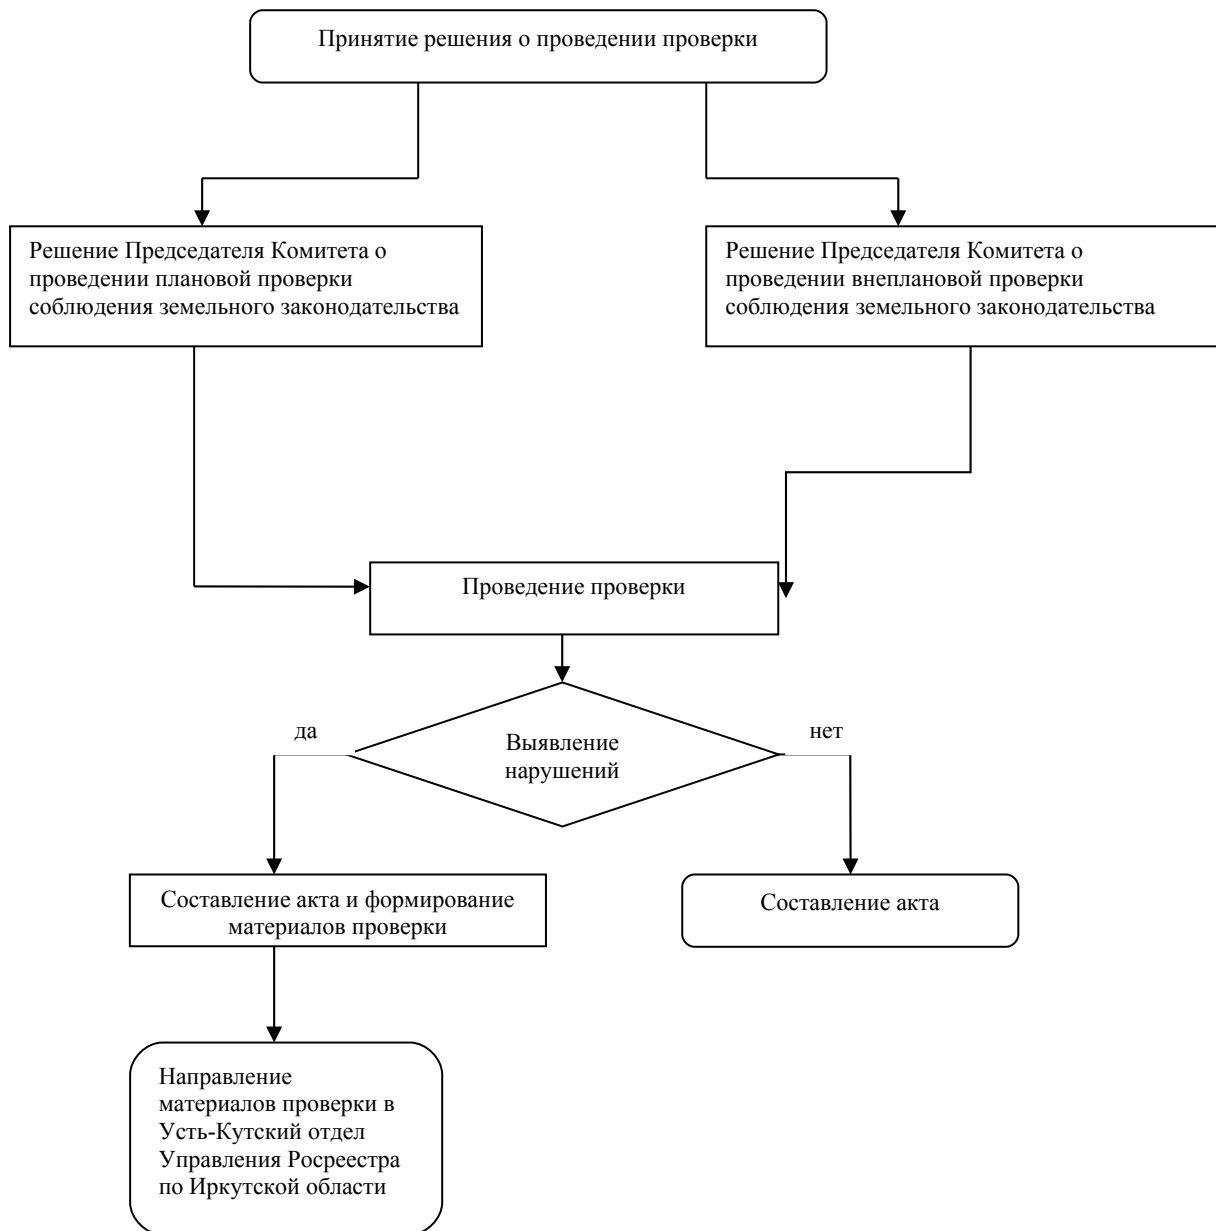 Принятие решения о проведении проверки
Решение Председателя Комитета о
проведении плановой проверки
соблюдения земельного законодательства
Решение Председателя Комитета о
проведении внеплановой проверки
соблюдения земельного законодательства
Проведение проверки
да
Выявление
нарушений
нет
Составление акта и формирование
материалов проверки
Составление акта
Направление
материалов проверки в
Усть-Кутский отдел
Управления Росреестра
по Иркутской области